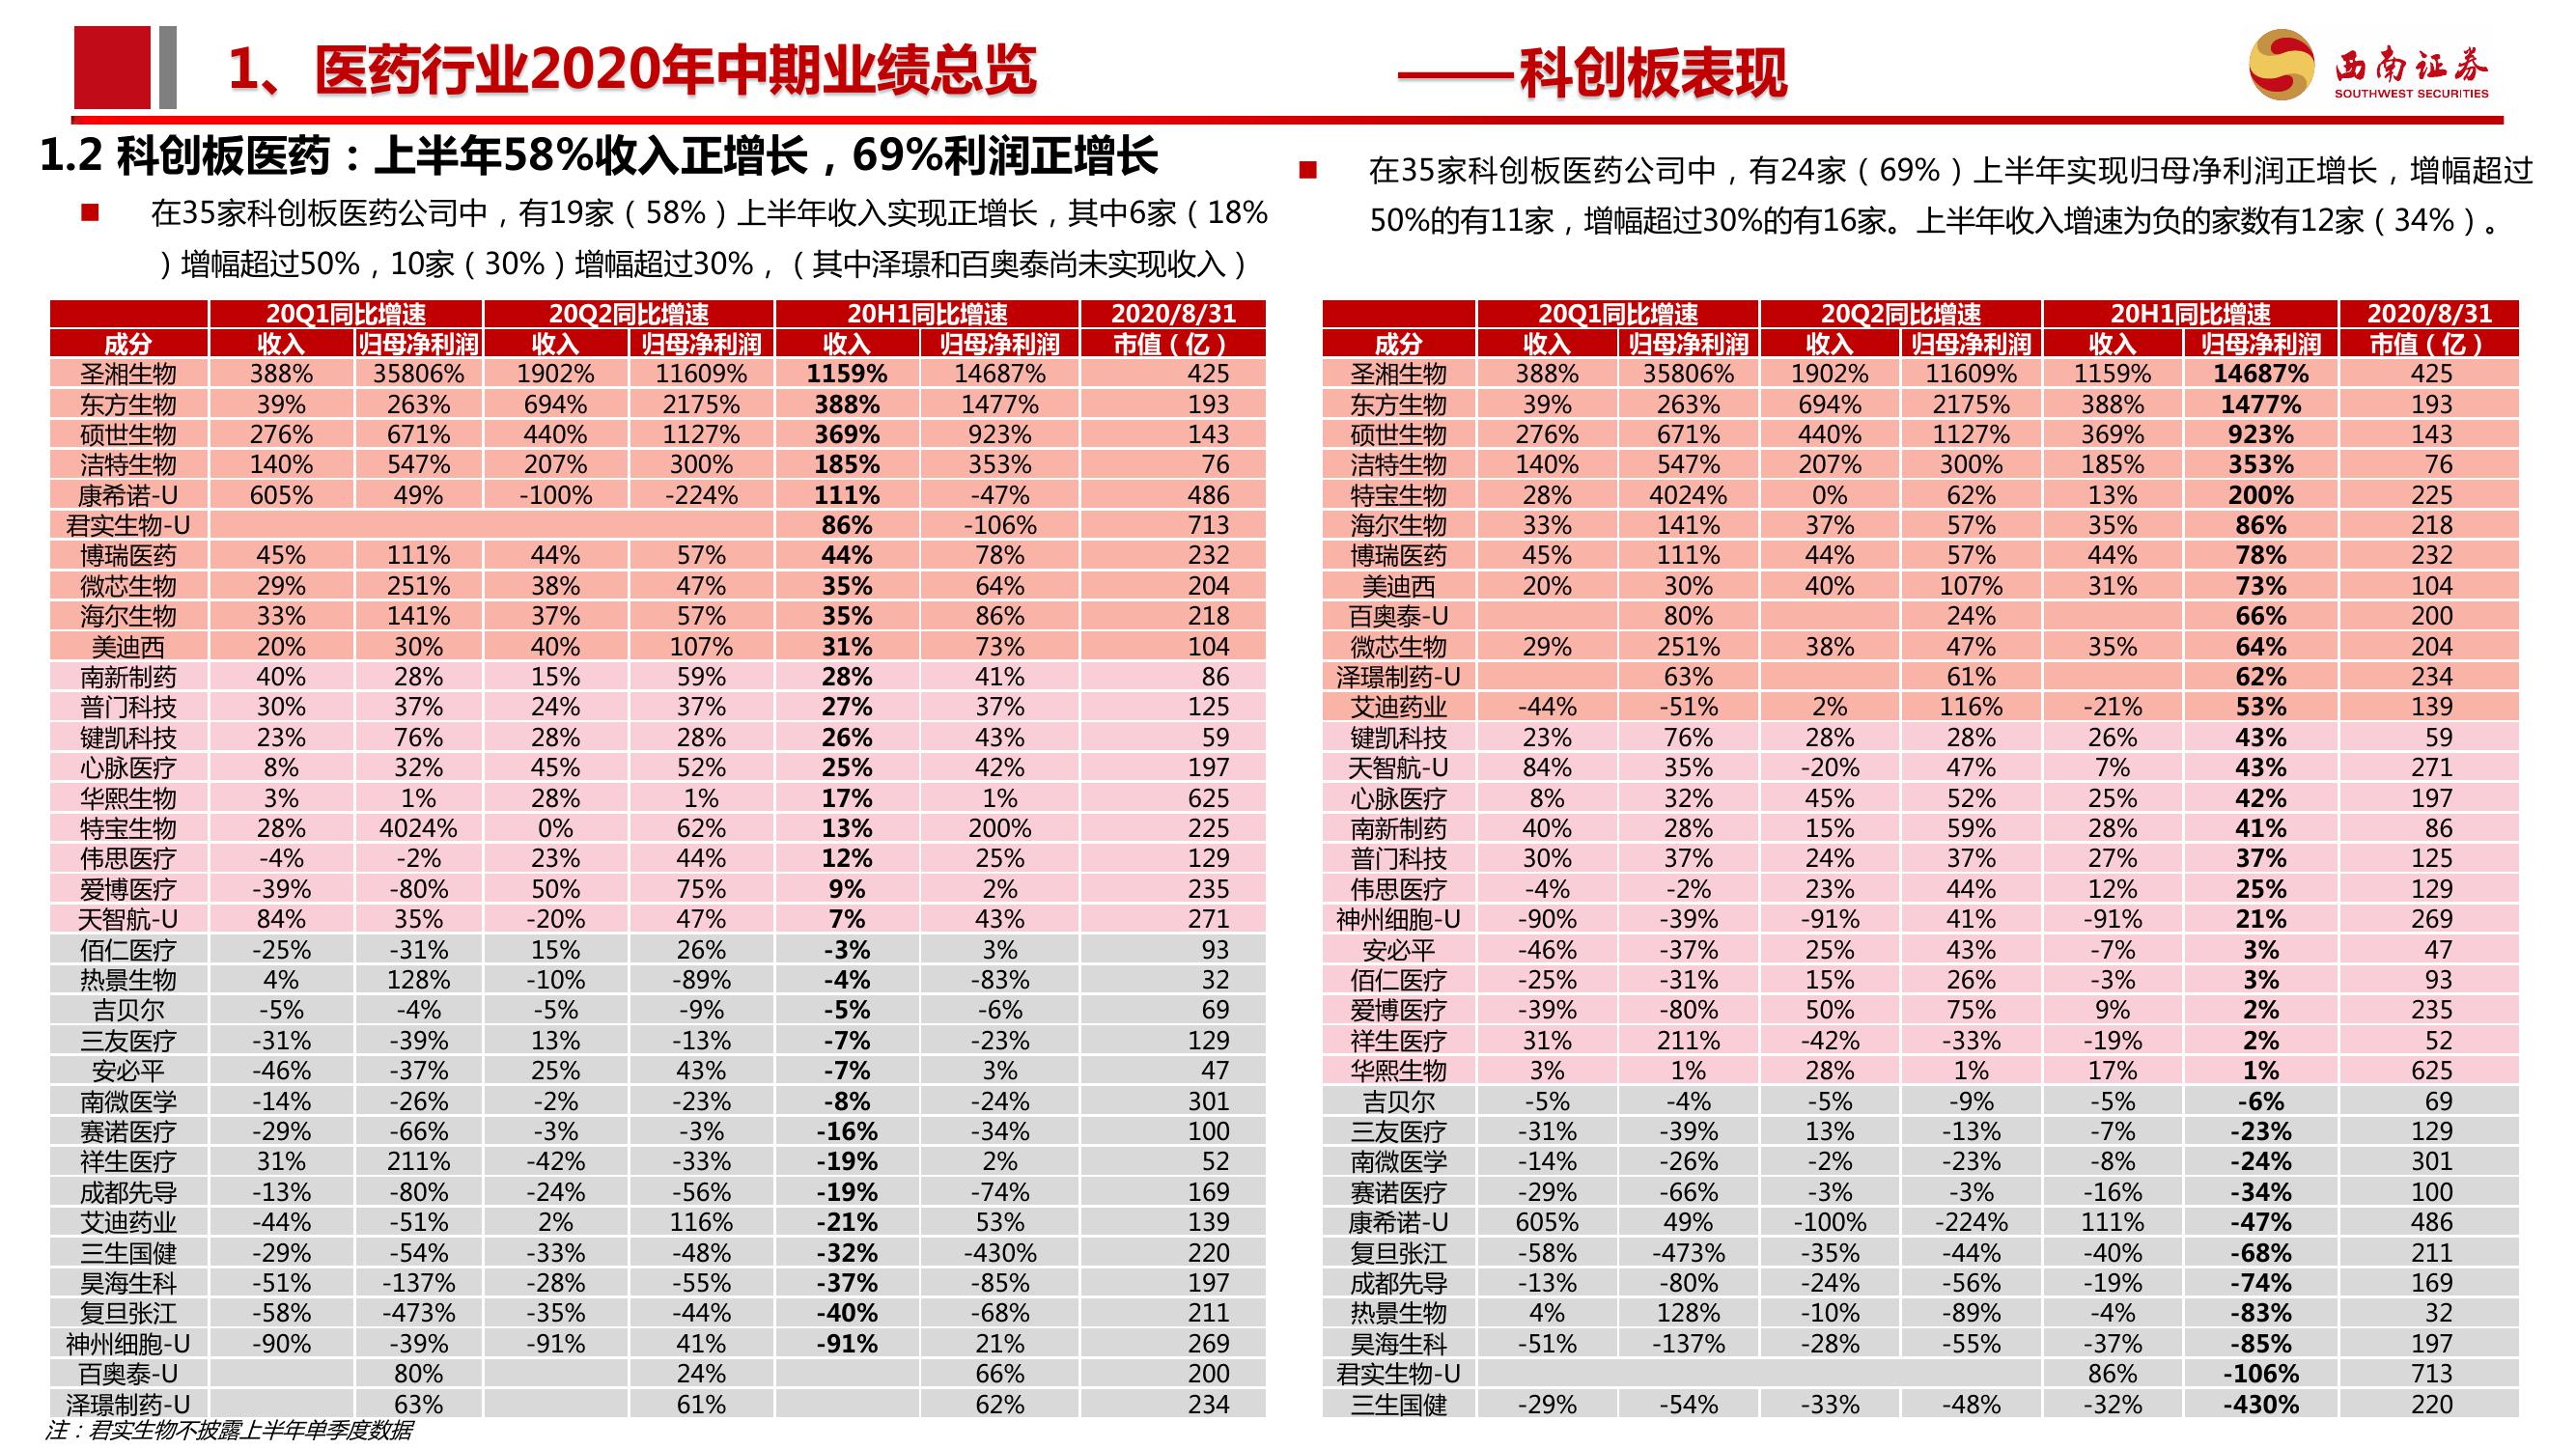 1、医药行业2020年中期业绩总览 ——科创板表现
西南证券
SOUTHWEST SECURITIES
1.2 科创板医药：上半年58%收入正增长，69%利润正增长
在35家科创板医药公司中，有19家（58%）上半年收入实现正增长，其中6家（18%
）增幅超过50%，10家（30%）增幅超过30%，（其中泽璟和百奥泰尚未实现收入）
在35家科创板医药公司中，有24家（69%）上半年实现归母净利润正增长，增幅超过
50%的有11家，增幅超过30%的有16家。上半年收入增速为负的家数有12家（34%）。
20Q1同比增速 20Q2同比增速 20H1同比增速 2020/8/31
成分 收入 归母净利润 收入 归母净利润 收入 归母净利润 市值（亿）
圣湘生物 388% 35806% 1902% 11609% 1159% 14687% 425
东方生物 39% 263% 694% 2175% 388% 1477% 193
硕世生物 276% 671% 440% 1127% 369% 923% 143
洁特生物 140% 547% 207% 300% 185% 353% 76
康希诺-U 605% 49% -100% -224% 111% -47% 486
君实生物-U 86% -106% 713
博瑞医药 45% 111% 44% 57% 44% 78% 232
微芯生物 29% 251% 38% 47% 35% 64% 204
海尔生物 33% 141% 37% 57% 35% 86% 218
美迪西 20% 30% 40% 107% 31% 73% 104
南新制药 40% 28% 15% 59% 28% 41% 86
普门科技 30% 37% 24% 37% 27% 37% 125
键凯科技 23% 76% 28% 28% 26% 43% 59
心脉医疗 8% 32% 45% 52% 25% 42% 197
华熙生物 3% 1% 28% 1% 17% 1% 625
特宝生物 28% 4024% 0% 62% 13% 200% 225
伟思医疗 -4% -2% 23% 44% 12% 25% 129
爱博医疗 -39% -80% 50% 75% 9% 2% 235
天智航-U 84% 35% -20% 47% 7% 43% 271
佰仁医疗 -25% -31% 15% 26% -3% 3% 93
热景生物 4% 128% -10% -89% -4% -83% 32
吉贝尔 -5% -4% -5% -9% -5% -6% 69
三友医疗 -31% -39% 13% -13% -7% -23% 129
安必平 -46% -37% 25% 43% -7% 3% 47
南微医学 -14% -26% -2% -23% -8% -24% 301
赛诺医疗 -29% -66% -3% -3% -16% -34% 100
祥生医疗 31% 211% -42% -33% -19% 2% 52
成都先导 -13% -80% -24% -56% -19% -74% 169
艾迪药业 -44% -51% 2% 116% -21% 53% 139
三生国健 -29% -54% -33% -48% -32% -430% 220
昊海生科 -51% -137% -28% -55% -37% -85% 197
复旦张江 -58% -473% -35% -44% -40% -68% 211
神州细胞-U -90% -39% -91% 41% -91% 21% 269
百奥泰-U 80% 24% 66% 200
泽璟制药-U 63% 61% 62% 234
注：君实生物不披露上半年单季度数据
20Q1同比增速 20Q2同比增速 20H1同比增速 2020/8/31
成分 收入 归母净利润 收入 归母净利润 收入 归母净利润 市值（亿）
圣湘生物 388% 35806% 1902% 11609% 1159% 14687% 425
东方生物 39% 263% 694% 2175% 388% 1477% 193
硕世生物 276% 671% 440% 1127% 369% 923% 143
洁特生物 140% 547% 207% 300% 185% 353% 76
特宝生物 28% 4024% 0% 62% 13% 200% 225
海尔生物 33% 141% 37% 57% 35% 86% 218
博瑞医药 45% 111% 44% 57% 44% 78% 232
美迪西 20% 30% 40% 107% 31% 73% 104
百奥泰-U 80% 24% 66% 200
微芯生物 29% 251% 38% 47% 35% 64% 204
泽璟制药-U 63% 61% 62% 234
艾迪药业 -44% -51% 2% 116% -21% 53% 139
键凯科技 23% 76% 28% 28% 26% 43% 59
天智航-U 84% 35% -20% 47% 7% 43% 271
心脉医疗 8% 32% 45% 52% 25% 42% 197
南新制药 40% 28% 15% 59% 28% 41% 86
普门科技 30% 37% 24% 37% 27% 37% 125
伟思医疗 -4% -2% 23% 44% 12% 25% 129
神州细胞-U -90% -39% -91% 41% -91% 21% 269
安必平 -46% -37% 25% 43% -7% 3% 47
佰仁医疗 -25% -31% 15% 26% -3% 3% 93
爱博医疗 -39% -80% 50% 75% 9% 2% 235
祥生医疗 31% 211% -42% -33% -19% 2% 52
华熙生物 3% 1% 28% 1% 17% 1% 625
吉贝尔 -5% -4% -5% -9% -5% -6% 69
三友医疗 -31% -39% 13% -13% -7% -23% 129
南微医学 -14% -26% -2% -23% -8% -24% 301
赛诺医疗 -29% -66% -3% -3% -16% -34% 100
康希诺-U 605% 49% -100% -224% 111% -47% 486
复旦张江 -58% -473% -35% -44% -40% -68% 211
成都先导 -13% -80% -24% -56% -19% -74% 169
热景生物 4% 128% -10% -89% -4% -83% 32
昊海生科 -51% -137% -28% -55% -37% -85% 197
君实生物-U 86% -106% 713
三生国健 -29% -54% -33% -48% -32% -430% 220